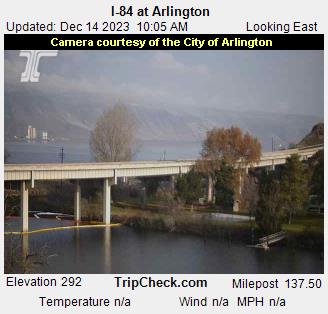 I-84 at Arlington
Updated: Dec 14 2023 10:05 AM Looking East
Camera courtesy of the City of Arlington
Elevation 292 TripCheck.com Milepost 137.50
Temperature n/a Wind n/a MPH n/a